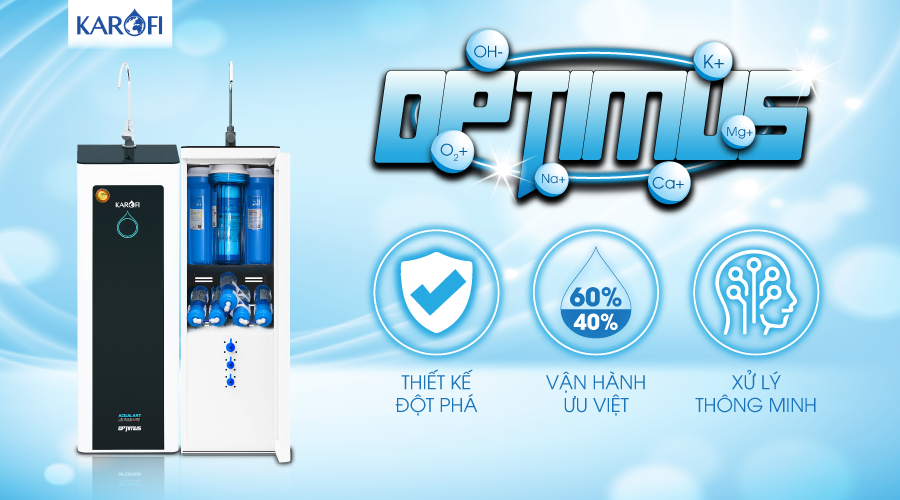 KAROFI
OPTIMUS
OH-
K+
Mg+
O₂+
Na+
Ca+
KAROFI
AQUALERT
OPTIMUS
60%
40%
THIẾT KẾ
ĐỘT PHÁ
VẬN HÀNH
ƯU VIỆT
XỬ LÝ
THÔNG MINH